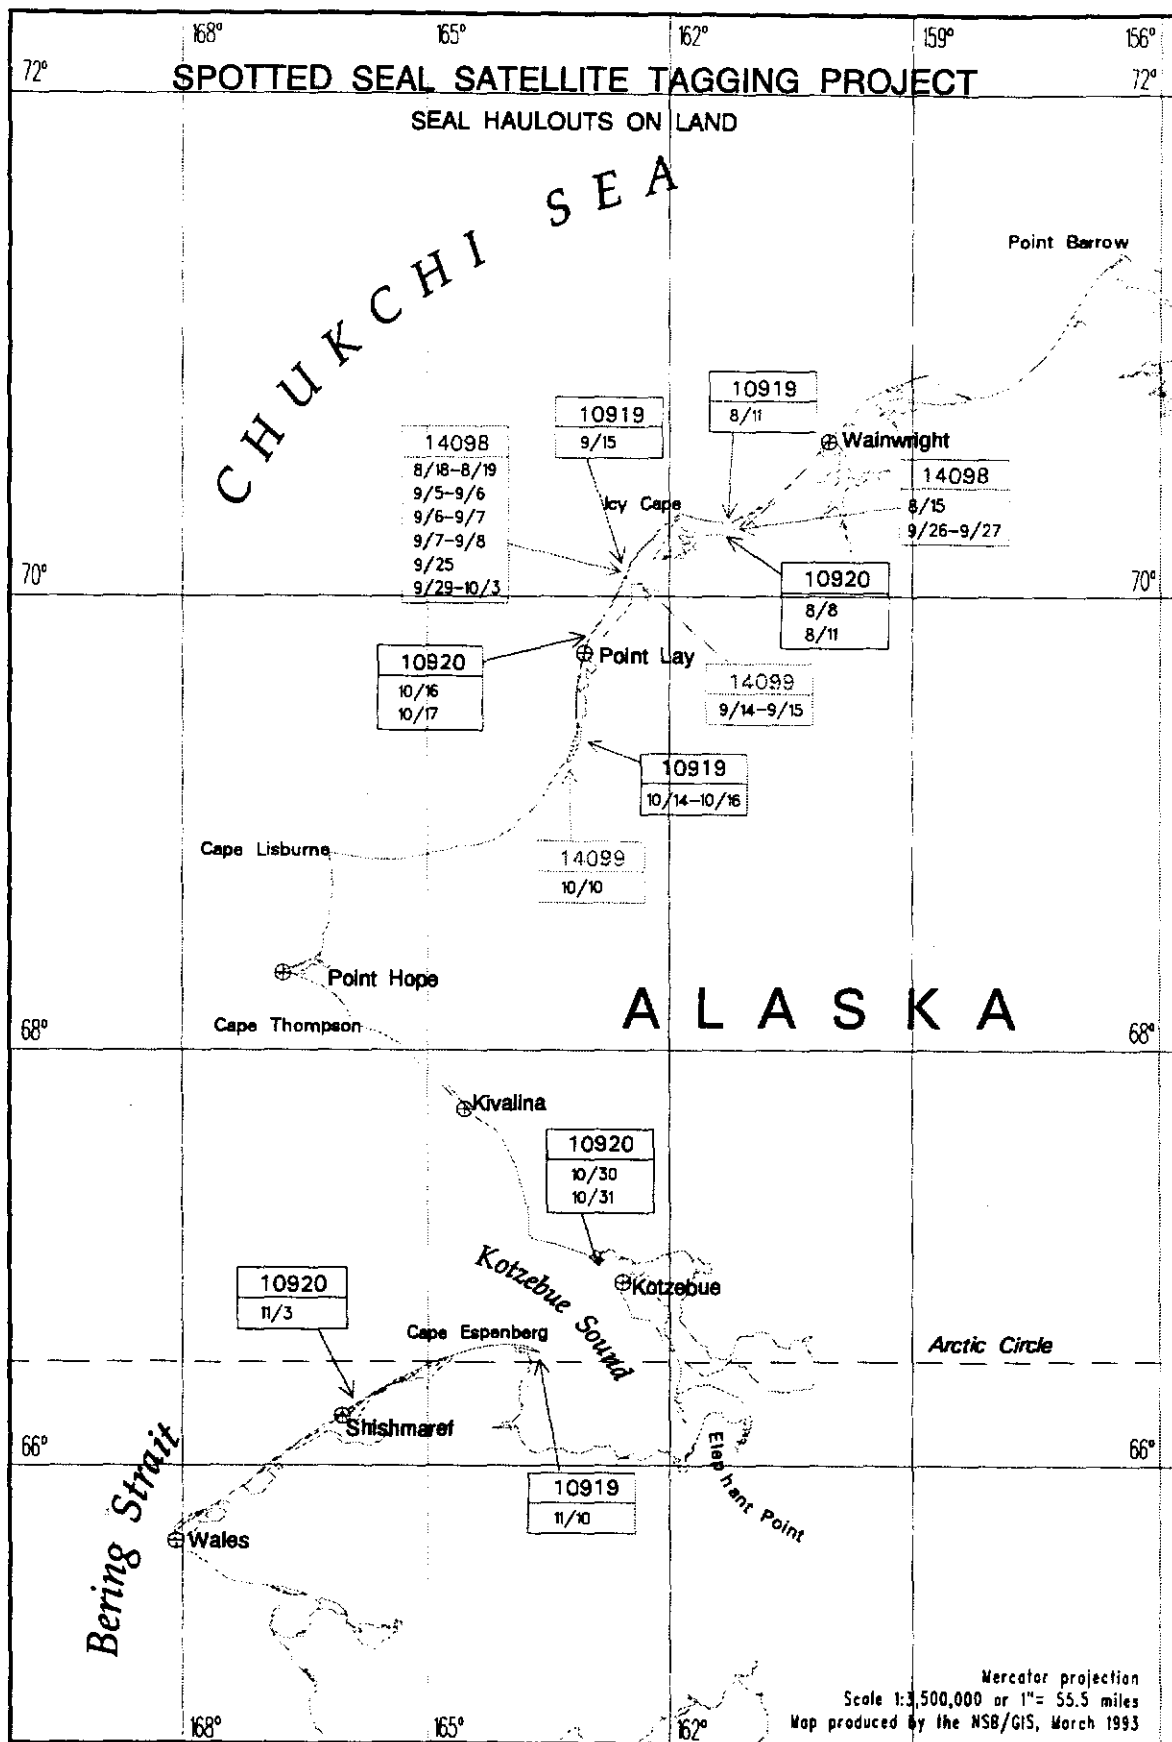 168° 165° 162° 159° 156°
72° 72°
SPOTTED SEAL SATELLITE TAGGING PROJECT
SEAL HAULOUTS ON LAND
CHUKCHI SEA
Point Barrow
10919
8/11
10919
9/15
Wainwright
14098
8/18-8/19
9/5-9/6
9/6-9/7
9/7-9/8
9/25
9/29-10/3
Icy Cape
14098
8/15
9/26-9/27
70° 70°
10920
8/8
8/11
10920
10/16
10/17
Point Lay
14099
9/14-9/15
10919
10/14-10/16
Cape Lisburne
14099
10/10
Point Hope
ALASKA
Cape Thompson
68° 68°
Kivalina
10920
10/30
10/31
Kotzebue Sound
Kotzebue
10920
11/3
Cape Espenberg
Arctic Circle
Shishmaref
66° 66°
Elephant Point
10919
11/10
Bering Strait
Wales
Mercator projection
Scale 1:3,500,000 or 1"= 55.5 miles
Map produced by the NSB/GIS, March 1993
168° 165° 162°